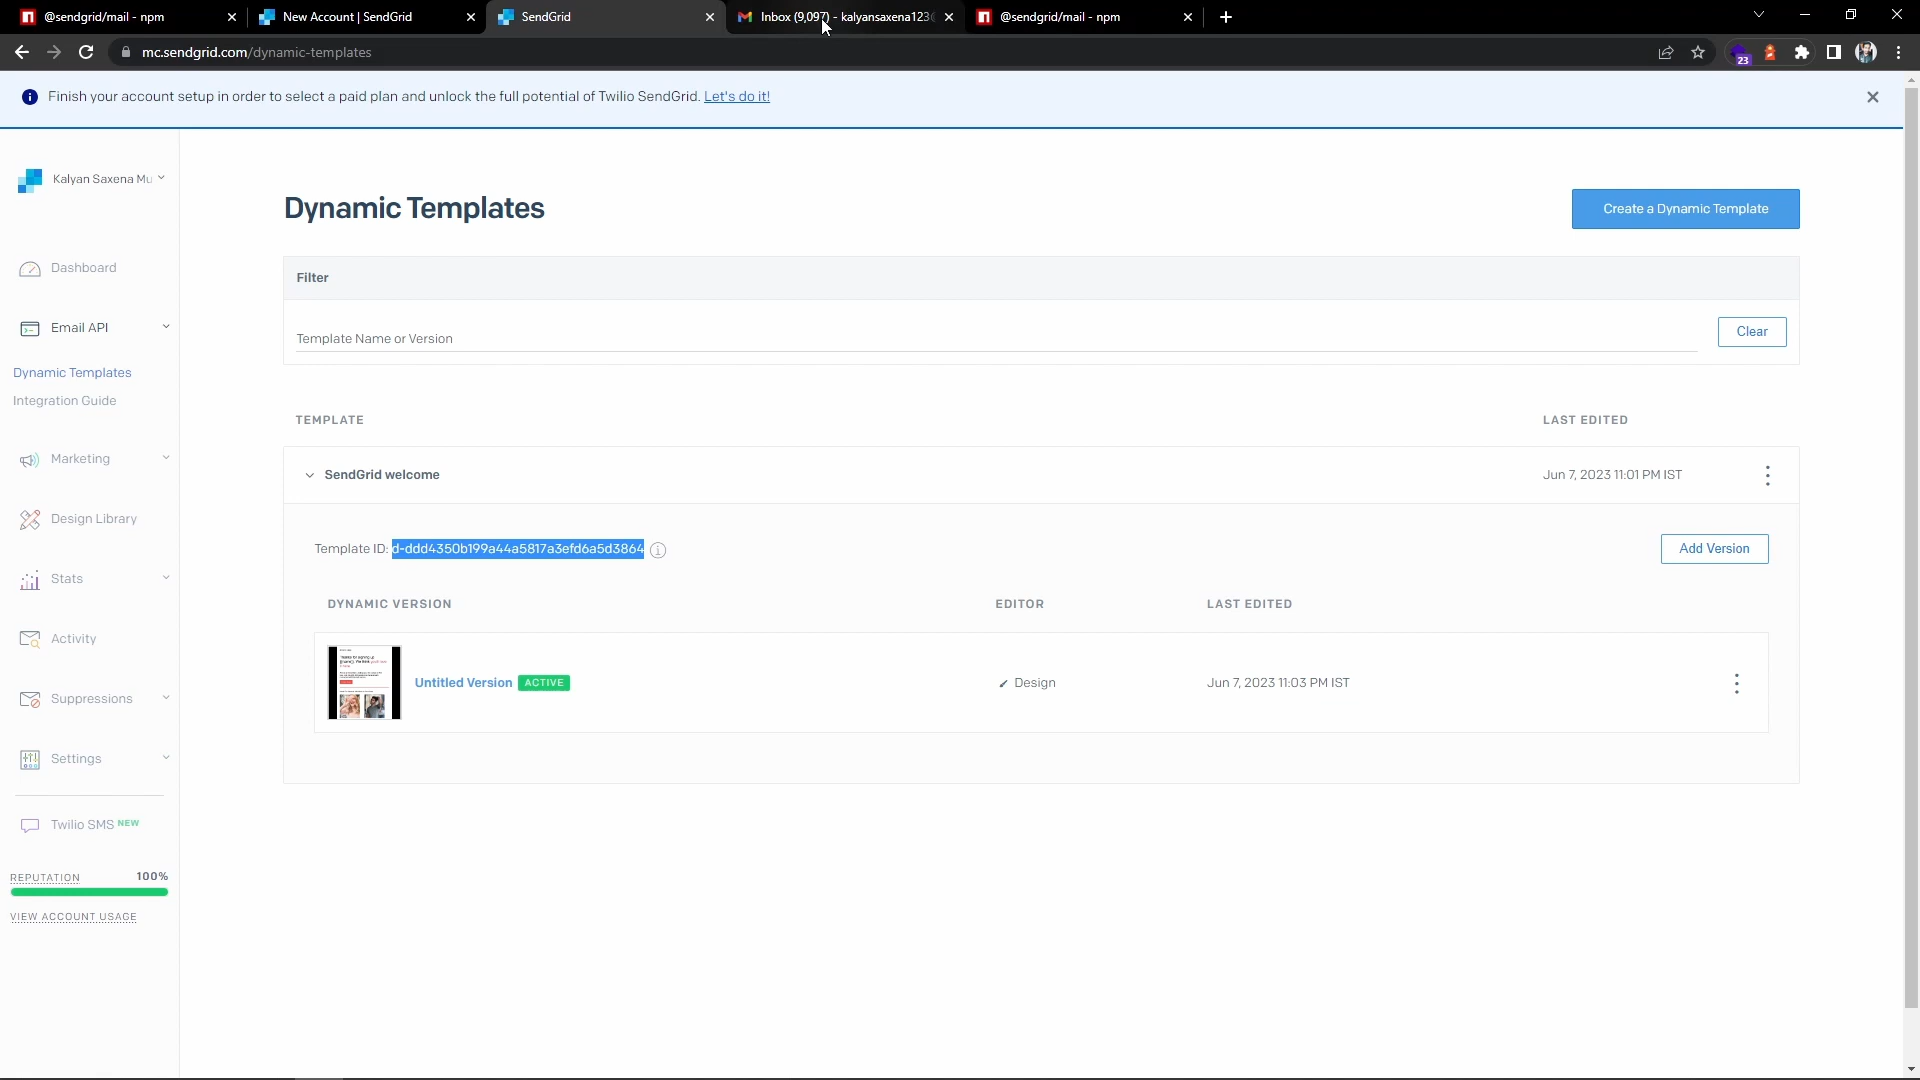 @sendgrid/mail - npm
New Account | SendGrid
SendGrid
Inbox (9,097) - kalyansaxena123
@sendgrid/mail - npm
mc.sendgrid.com/dynamic-templates
23
Finish your account setup in order to select a paid plan and unlock the full potential of Twilio SendGrid. Let's do it!
Kalyan Saxena Mu
Dynamic Templates
Create a Dynamic Template
Dashboard
Filter
Email API
Template Name or Version
Clear
Dynamic Templates
Integration Guide
TEMPLATE
LAST EDITED
Marketing
SendGrid welcome
Jun 7, 2023 11:01 PM IST
Design Library
Template ID: d-ddd4350b199a44a5817a3efd6a5d3864
Add Version
Stats
DYNAMIC VERSION
EDITOR
LAST EDITED
Activity
Untitled Version
ACTIVE
Design
Jun 7, 2023 11:03 PM IST
Suppressions
Settings
Twilio SMS NEW
REPUTATION
100%
VIEW ACCOUNT USAGE